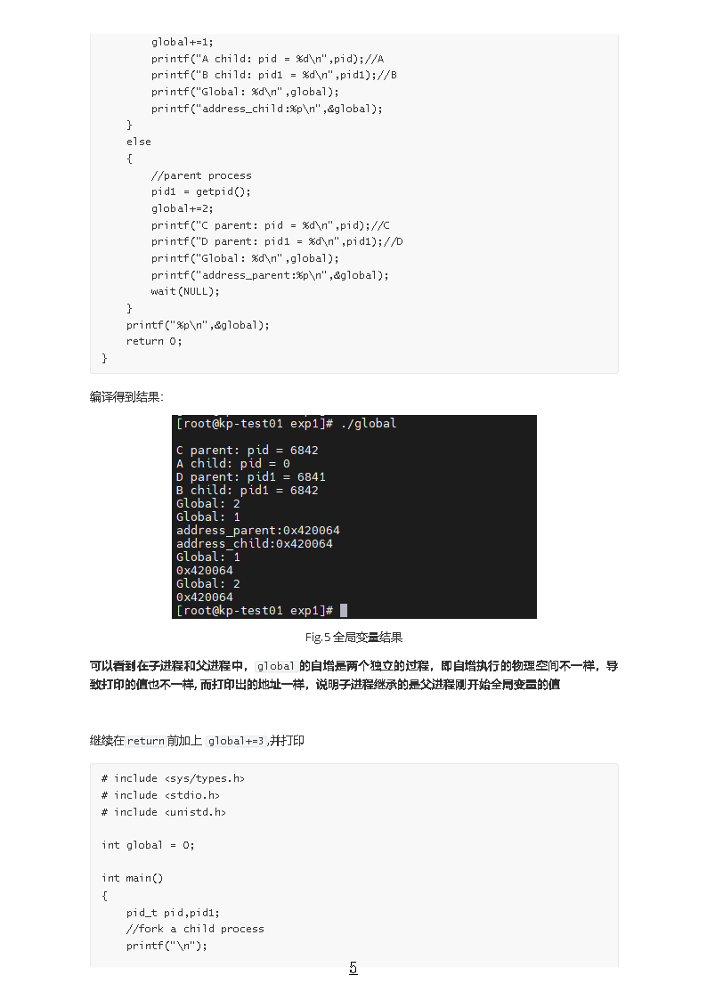 global+=1;
printf("A child: pid = %d\n",pid);//A
printf("B child: pid1 = %d\n",pid1);//B
printf("Global: %d\n",global);
printf("address_child:%p\n",&global);
}
else
{
//parent process
pid1 = getpid();
global+=2;
printf("C parent: pid = %d\n",pid);//C
printf("D parent: pid1 = %d\n",pid1);//D
printf("Global: %d\n",global);
printf("address_parent:%p\n",&global);
wait(NULL);
}
printf("%p\n",&global);
return 0;
}
编译得到结果：
[root@kp-test01 exp1]# ./global
C parent: pid = 6842
A child: pid = 0
D parent: pid1 = 6841
B child: pid1 = 6842
Global: 2
Global: 1
address_parent:0x420064
address_child:0x420064
Global: 1
0x420064
Global: 2
0x420064
[root@kp-test01 exp1]#
Fig.5 全局变量结果
可以看到在子进程和父进程中，global 的自增是两个独立的过程，即自增执行的物理空间不一样，导
致打印的值也不一样,而打印出的地址一样，说明子进程继承的是父进程刚开始全局变量的值
继续在 return 前加上 global+=3 ,并打印
# include <sys/types.h>
# include <stdio.h>
# include <unistd.h>
int global = 0;
int main()
{
pid_t pid,pid1;
//fork a child process
printf("\n");
5